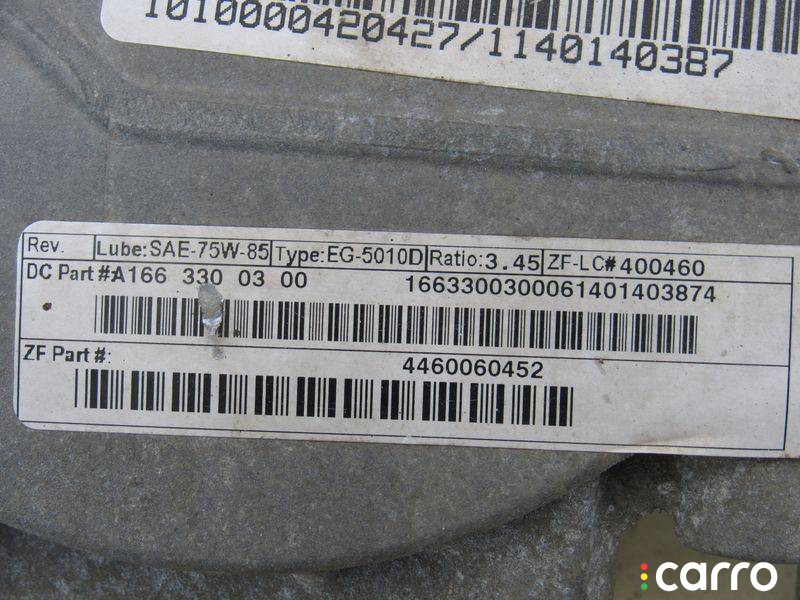 1010000420427/1140140387
Rev. Lube:SAE-75W-85 Type:EG-5010D Ratio:3.45 ZF-LC#400460
DC Part #A166 330 03 00 1663300300061401403874
ZF Part #: 4460060452
carro